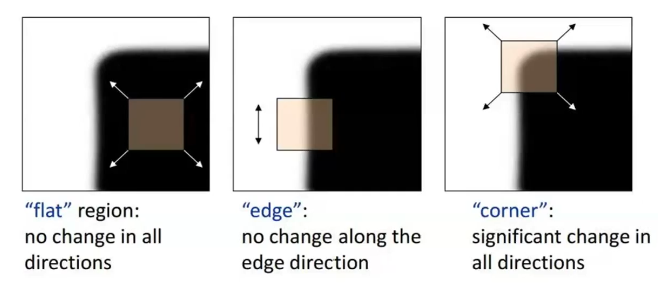 “flat” region:
no change in all
directions
“edge”:
no change along the
edge direction
“corner”:
significant change in
all directions